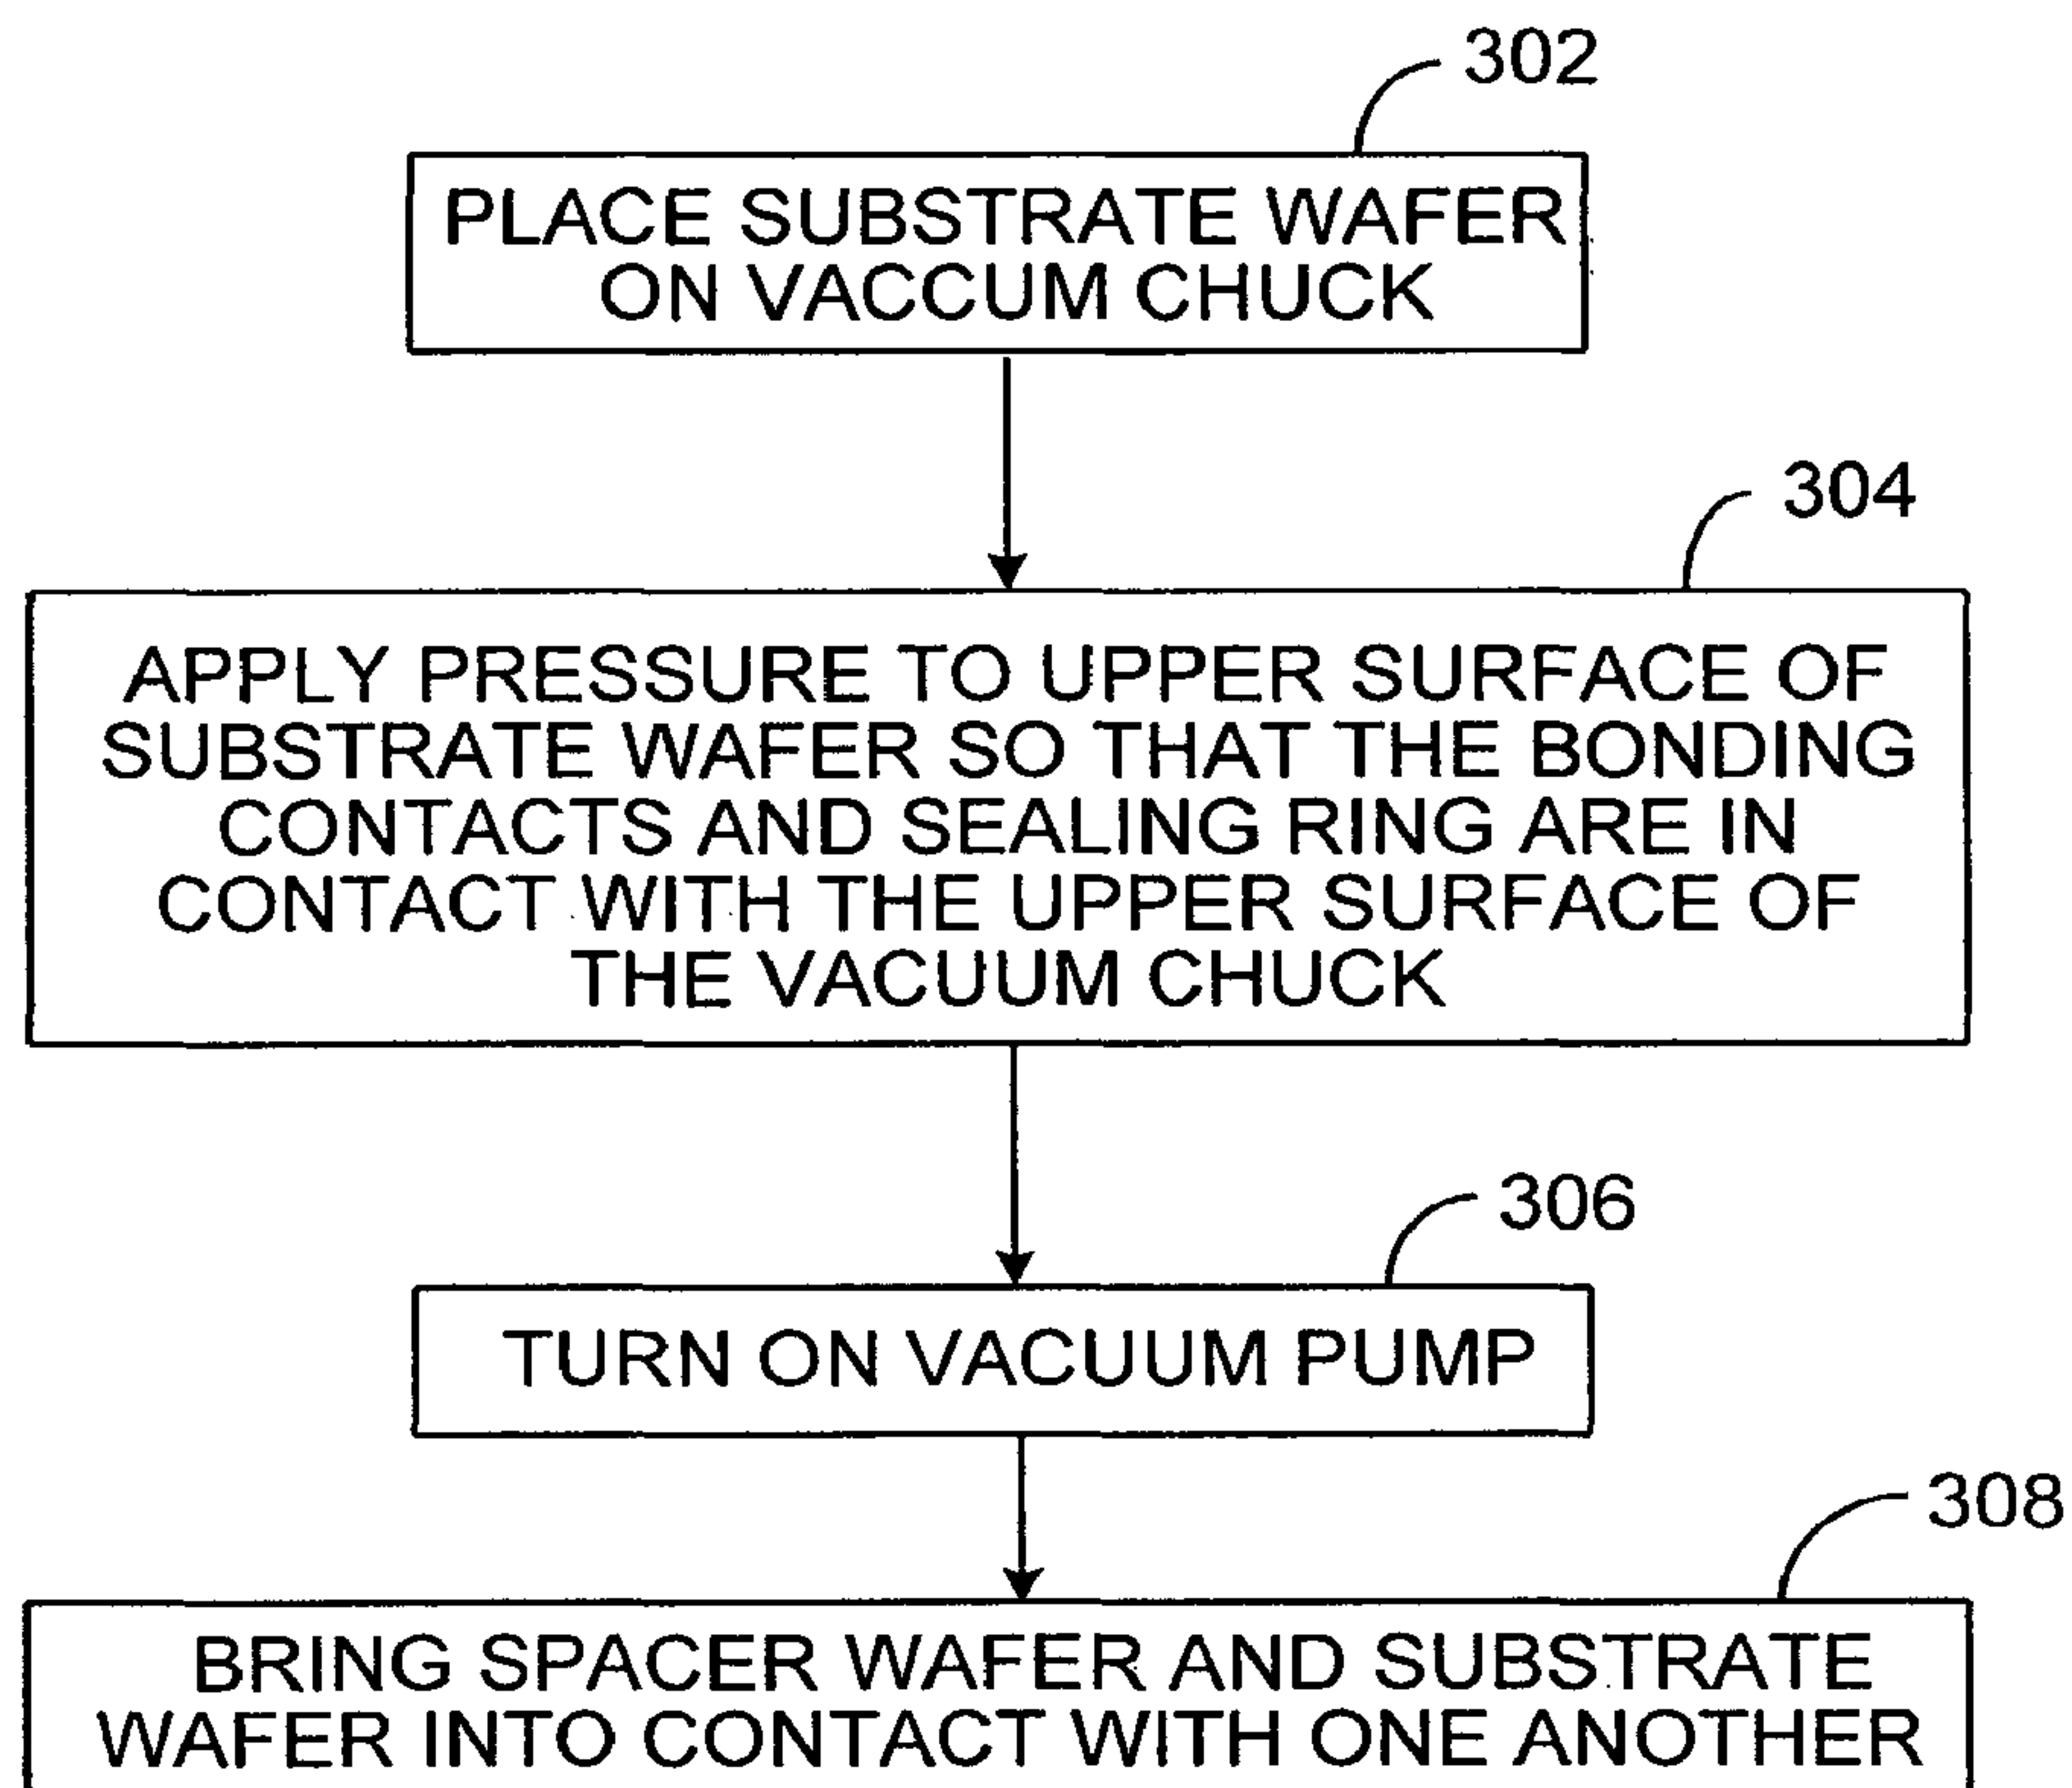 302
PLACE SUBSTRATE WAFER
ON VACCUM CHUCK
304
APPLY PRESSURE TO UPPER SURFACE OF
SUBSTRATE WAFER SO THAT THE BONDING
CONTACTS AND SEALING RING ARE IN
CONTACT WITH THE UPPER SURFACE OF
THE VACUUM CHUCK
306
TURN ON VACUUM PUMP
308
BRING SPACER WAFER AND SUBSTRATE
WAFER INTO CONTACT WITH ONE ANOTHER